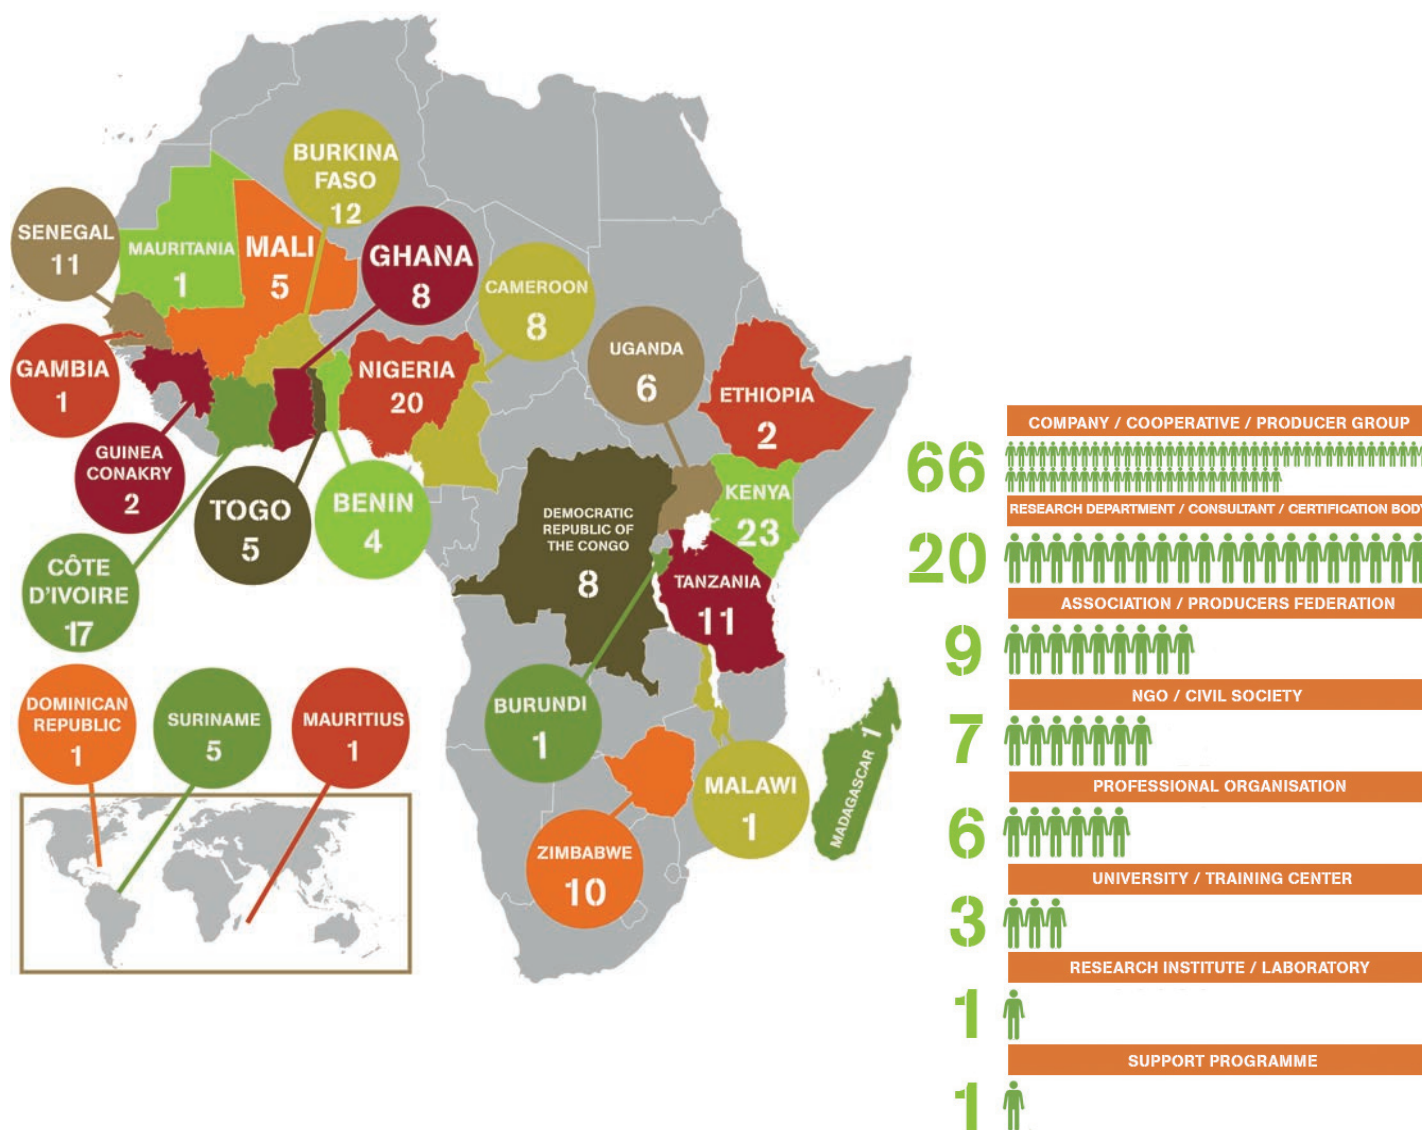 BURKINA
FASO
12
SENEGAL
11
MAURITANIA
1
MALI
5
GHANA
8
CAMEROON
8
GAMBIA
1
NIGERIA
20
UGANDA
6
ETHIOPIA
2
GUINEA
CONAKRY
2
TOGO
5
BENIN
4
DEMOCRATIC
REPUBLIC OF
THE CONGO
8
KENYA
23
CÔTE
D'IVOIRE
17
TANZANIA
11
DOMINICAN
REPUBLIC
1
SURINAME
5
MAURITIUS
1
BURUNDI
1
MALAWI
1
MADAGASCAR 1
ZIMBABWE
10
COMPANY / COOPERATIVE / PRODUCER GROUP
66
RESEARCH DEPARTMENT / CONSULTANT / CERTIFICATION BODY
20
ASSOCIATION / PRODUCERS FEDERATION
9
NGO / CIVIL SOCIETY
7
PROFESSIONAL ORGANISATION
6
UNIVERSITY / TRAINING CENTER
3
RESEARCH INSTITUTE / LABORATORY
1
SUPPORT PROGRAMME
1